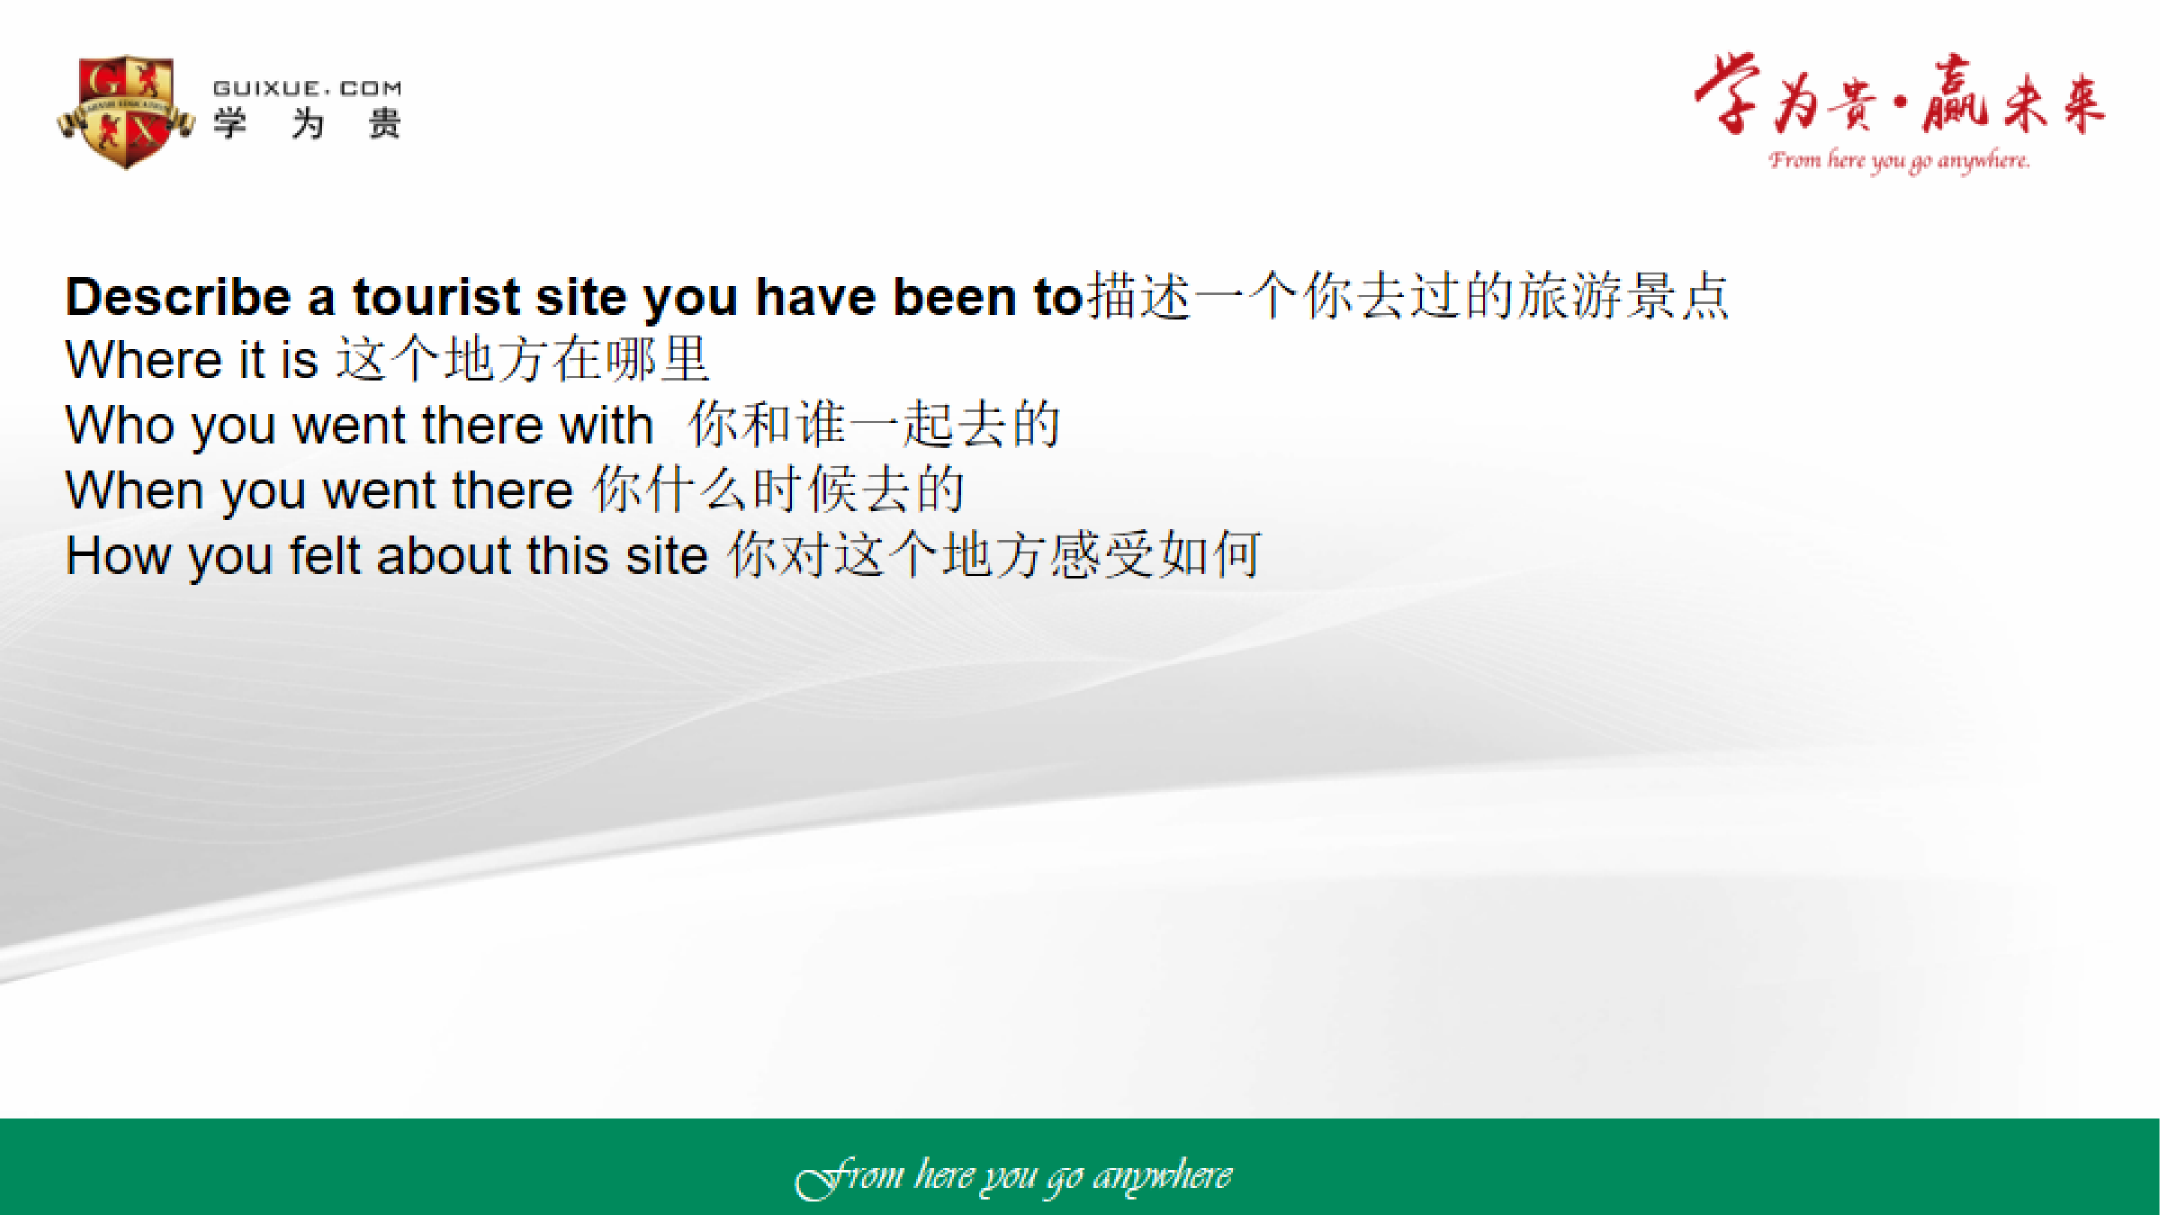 GUIXUE.COM
学为贵
学为贵·赢未来
From here you go anywhere.
Describe a tourist site you have been to描述一个你去过的旅游景点
Where it is 这个地方在哪里
Who you went there with 你和谁一起去的
When you went there 你什么时候去的
How you felt about this site 你对这个地方感受如何
From here you go anywhere